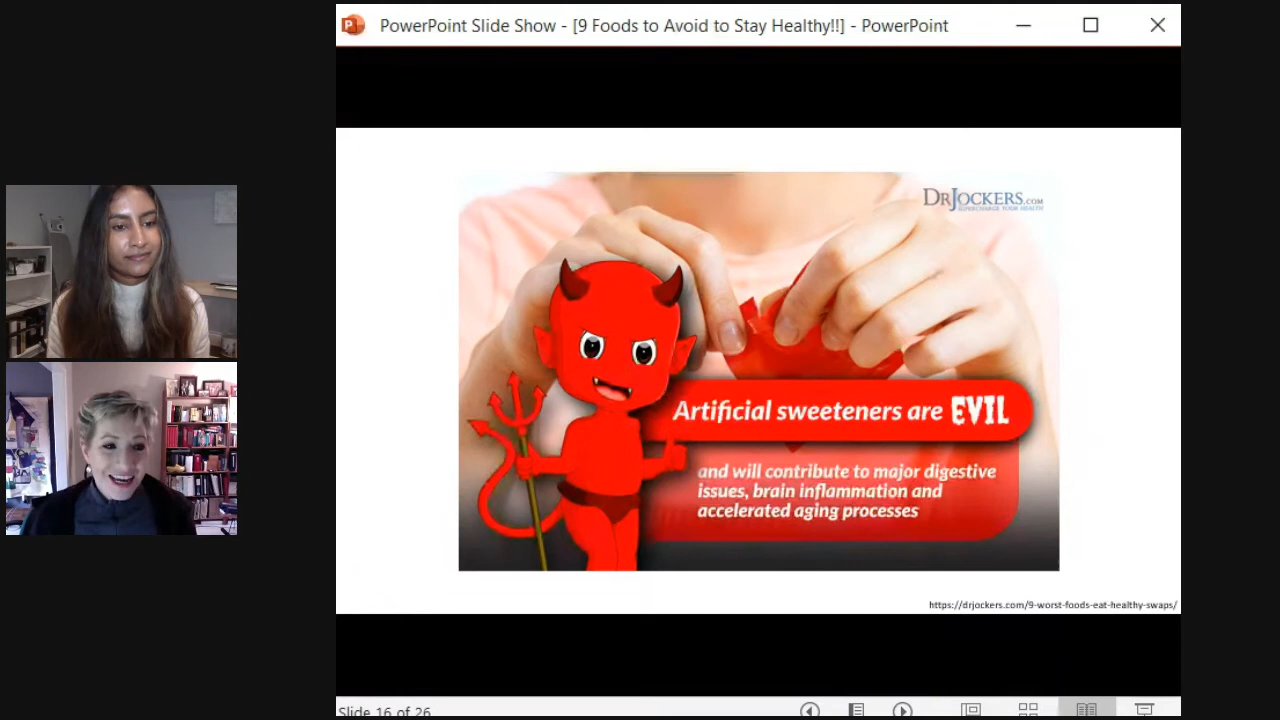 PowerPoint Slide Show - [9 Foods to Avoid to Stay Healthy!!] - PowerPoint
DRJOCKERS.COM
SUPERCHARGE YOUR HEALTH
Artificial sweeteners are EVIL
and will contribute to major digestive
issues, brain inflammation and
accelerated aging processes
https://drjockers.com/9-worst-foods-eat-healthy-swaps/
Slide 16 of 26